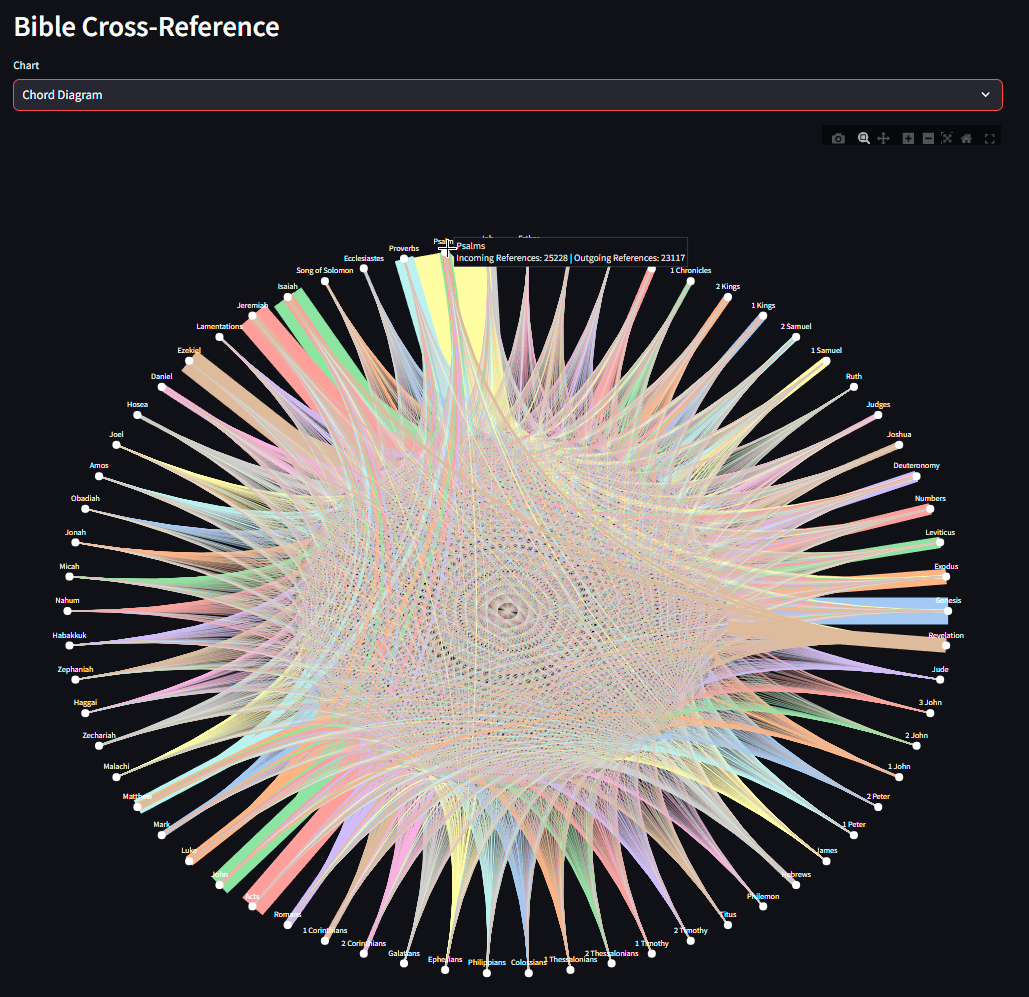 Bible Cross-Reference
Chart
Chord Diagram
Psalms
Incoming References: 25228 | Outgoing References: 23117
Proverbs
Ecclesiastes
Song of Solomon
Isaiah
Jeremiah
Lamentations
Ezekiel
Daniel
Hosea
Joel
Amos
Obadiah
Jonah
Micah
Nahum
Habakkuk
Zephaniah
Haggai
Zechariah
Malachi
Matthew
Mark
Luke
John
Acts
Romans
1 Corinthians
2 Corinthians
Galatians
Ephesians
Philippians
Colossians
1 Thessalonians
2 Thessalonians
1 Timothy
2 Timothy
Titus
Philemon
Hebrews
James
1 Peter
2 Peter
1 John
2 John
3 John
Jude
Revelation
Genesis
Exodus
Leviticus
Numbers
Deuteronomy
Joshua
Judges
Ruth
1 Samuel
2 Samuel
1 Kings
2 Kings
1 Chronicles